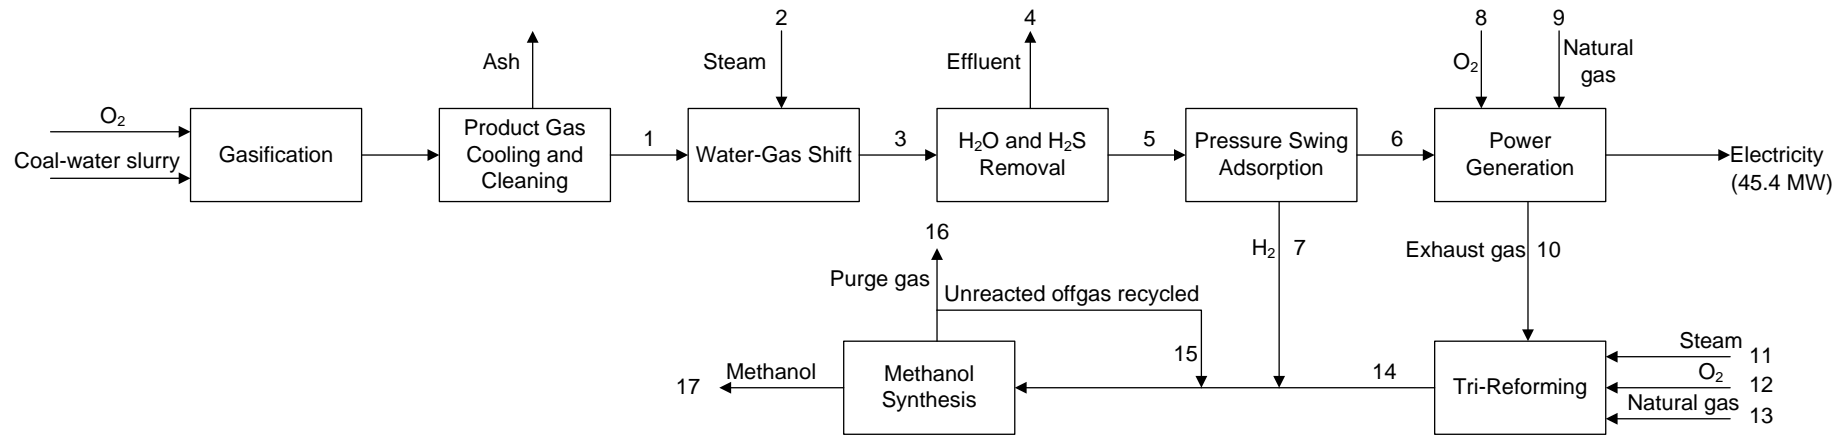 2
4
8
9
Ash
Steam
Effluent
O₂
Natural
gas
O₂
Coal-water slurry
Gasification
Product Gas
Cooling and
Cleaning
1
Water-Gas Shift
3
H₂O and H₂S
Removal
5
Pressure Swing
Adsorption
6
Power
Generation
Electricity
(45.4 MW)
16
Purge gas
Unreacted offgas recycled
H₂ 7
Exhaust gas 10
17
Methanol
Methanol
Synthesis
15
14
Tri-Reforming
Steam 11
O₂ 12
Natural gas 13